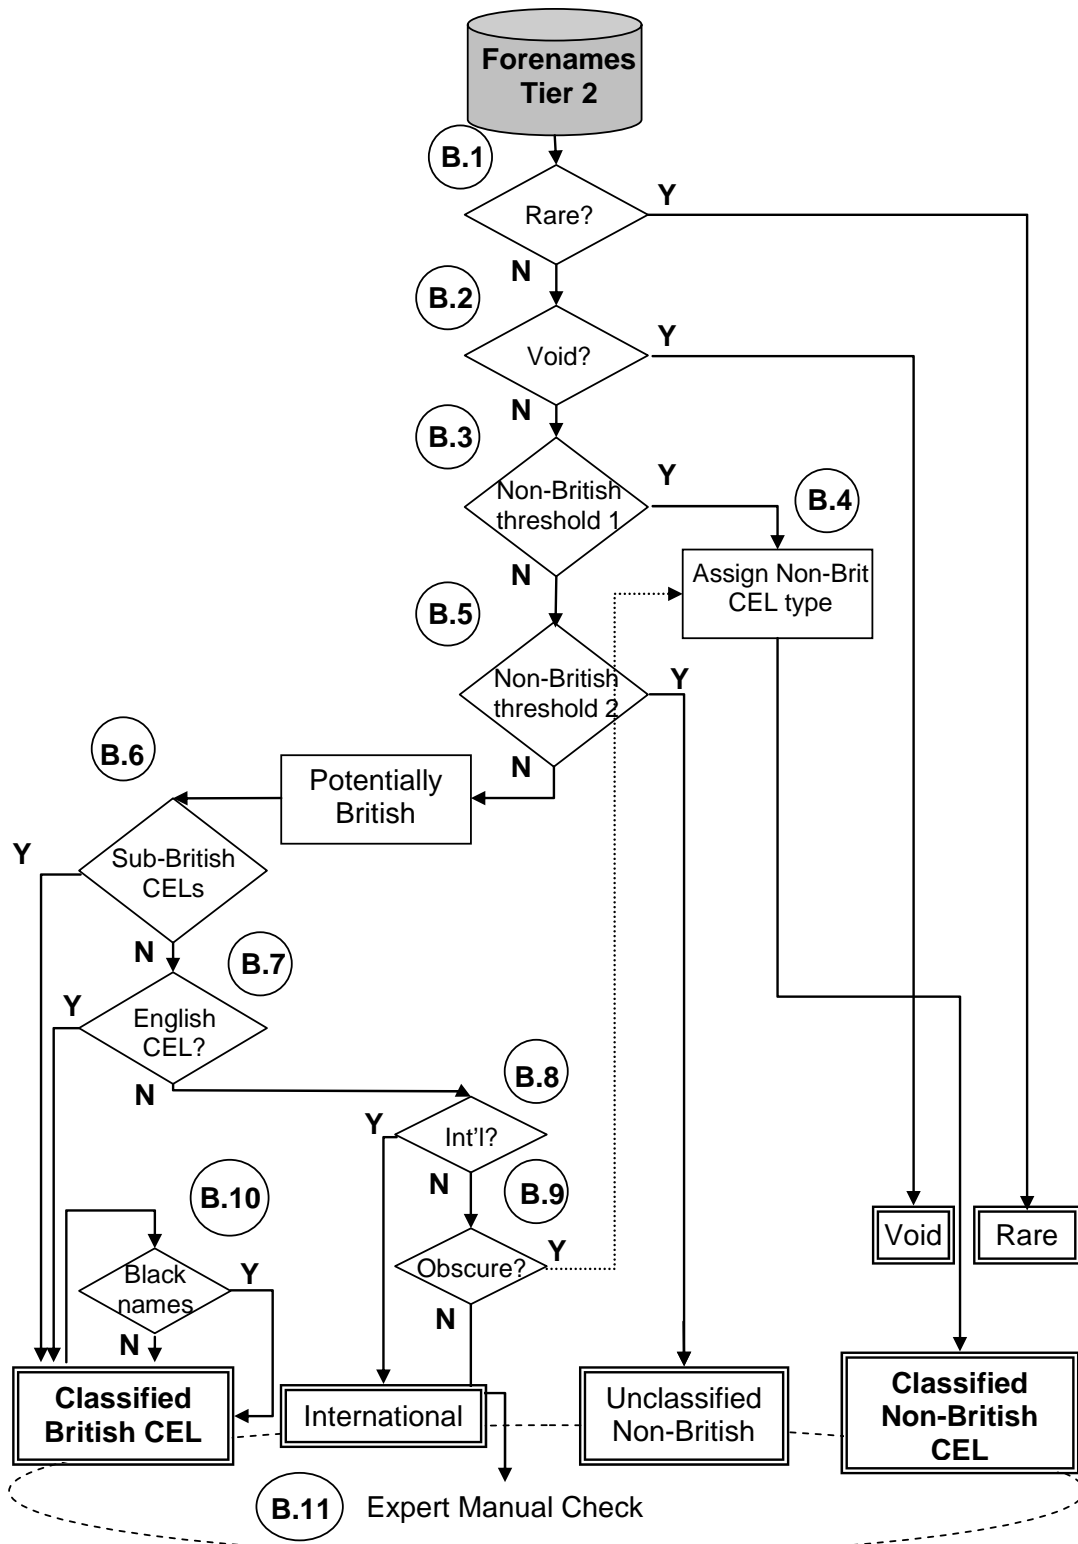 Forenames
Tier 2
B.1
Y
Rare?
N
B.2
Y
Void?
N
B.3
Y
B.4
Non-British
threshold 1
N
Assign Non-Brit
CEL type
B.5
Non-British
threshold 2
Y
N
B.6
Potentially
British
Y
Sub-British
CELs
N
B.7
Y
English
CEL?
N
B.8
Y
Int'l?
N
B.9
B.10
Y
Obscure?
N
Black
names
Y
N
Void
Rare
Classified
British CEL
International
Unclassified
Non-British
Classified
Non-British
CEL
B.11
Expert Manual Check